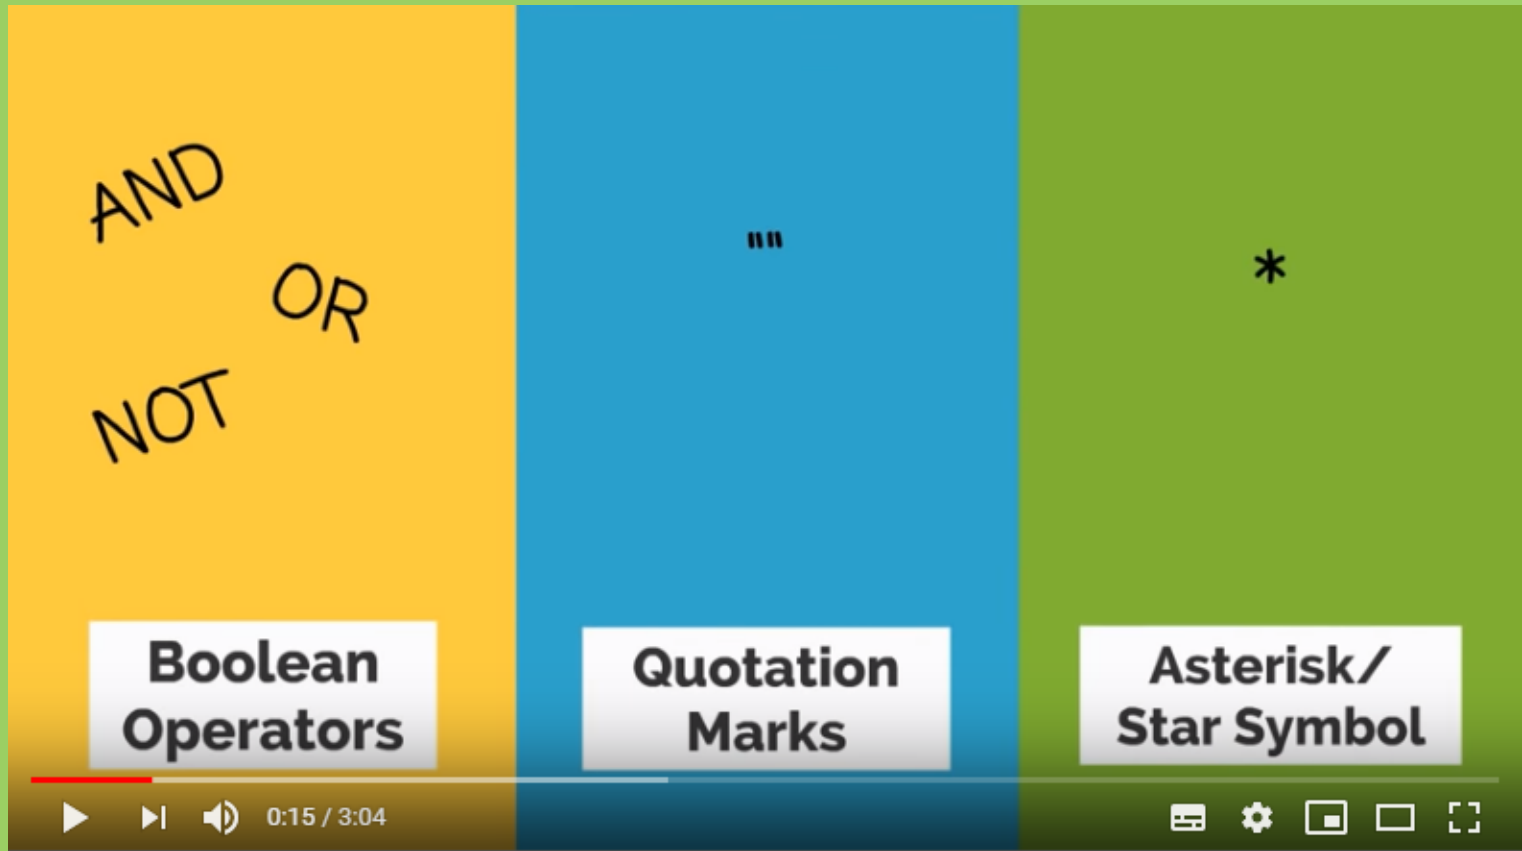 AND
OR
NOT
""
*
Boolean
Operators
Quotation
Marks
Asterisk/
Star Symbol
0:15 / 3:04